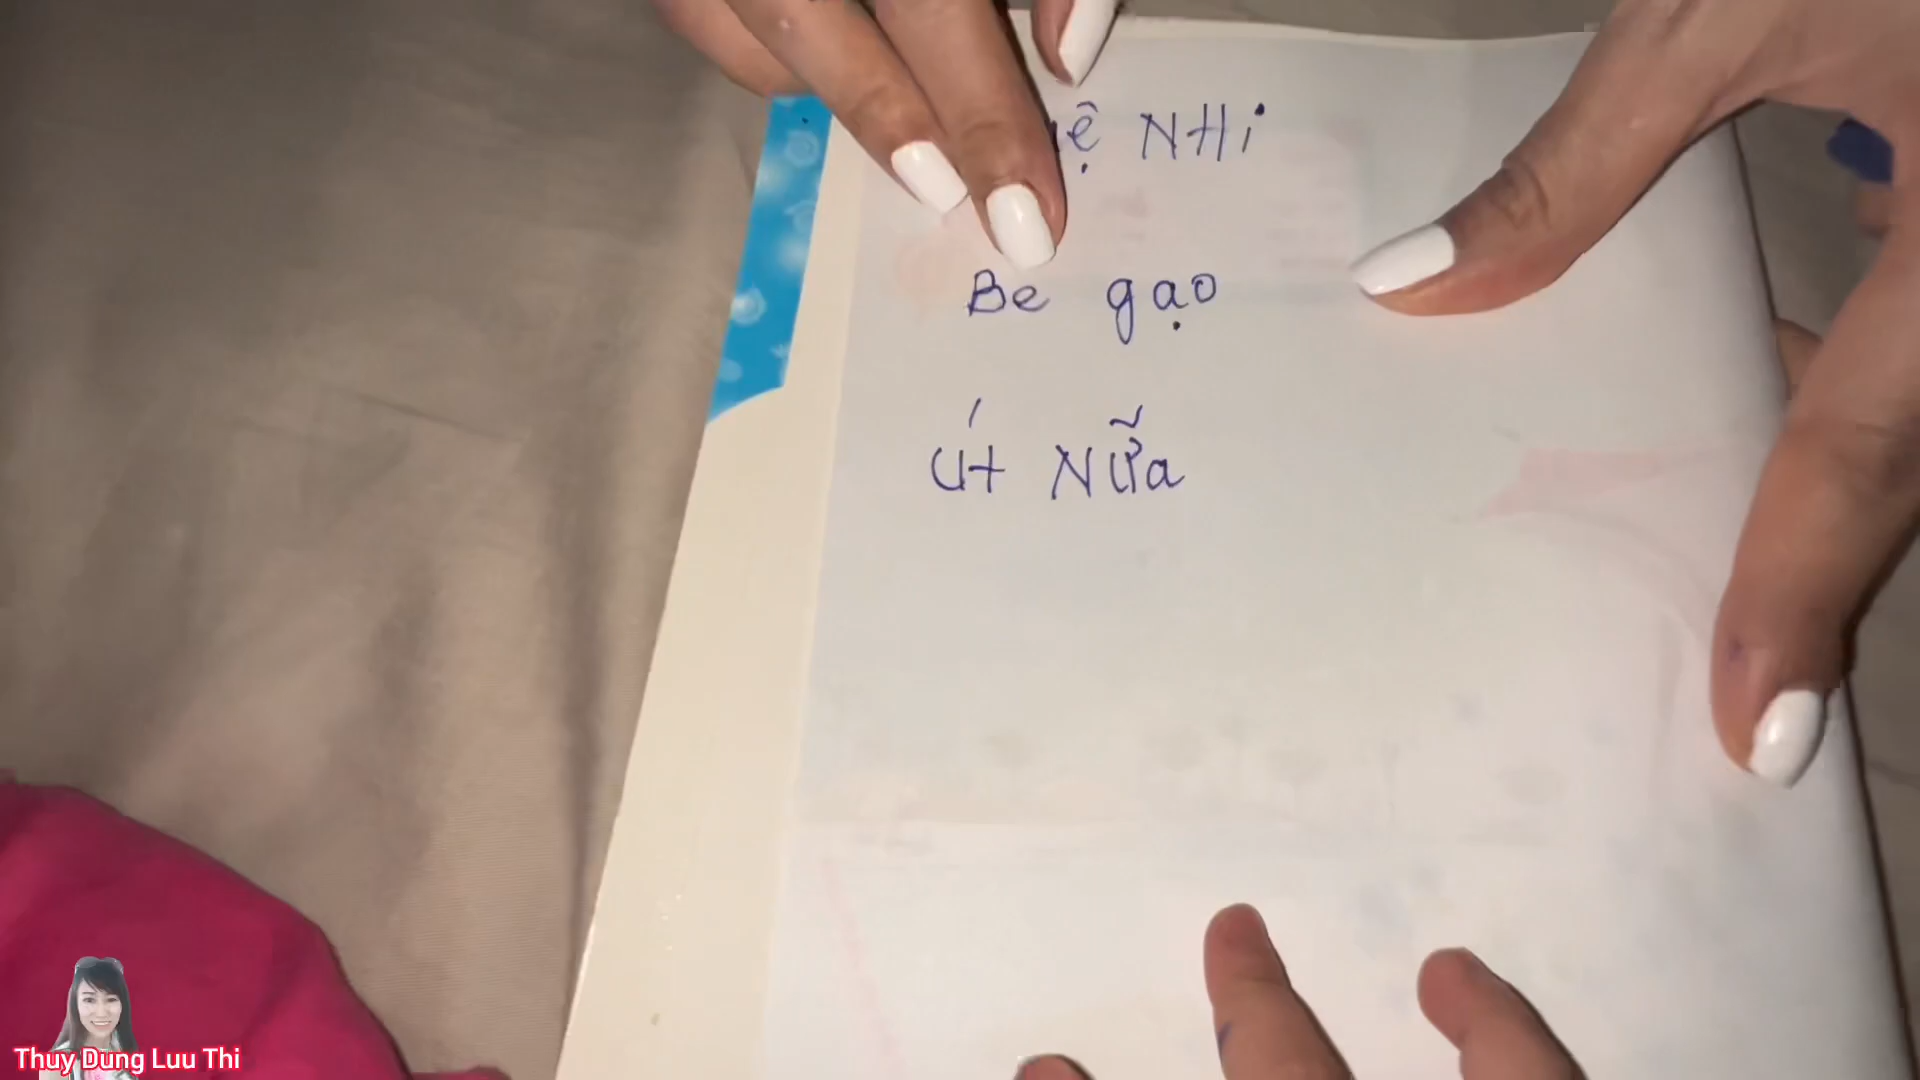 NHi
Be gạo
Út Nữa
Thuy Dung Luu Thi